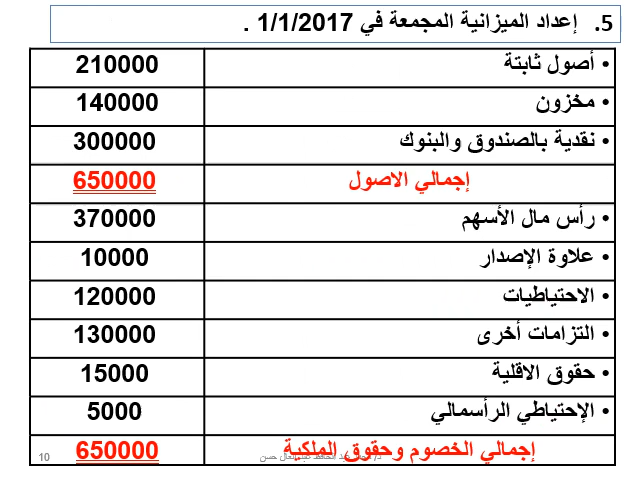 5. إعداد الميزانية المجمعة في 1/1/2017 .
• أصول ثابتة 210000
• مخزون 140000
• نقدية بالصندوق والبنوك 300000
إجمالي الاصول 650000
• رأس مال الأسهم 370000
• علاوة الإصدار 10000
• الاحتياطيات 120000
• التزامات أخرى 130000
• حقوق الاقلية 15000
• الإحتياطي الرأسمالي 5000
إجمالي الخصوم وحقوق الملكية 650000
10